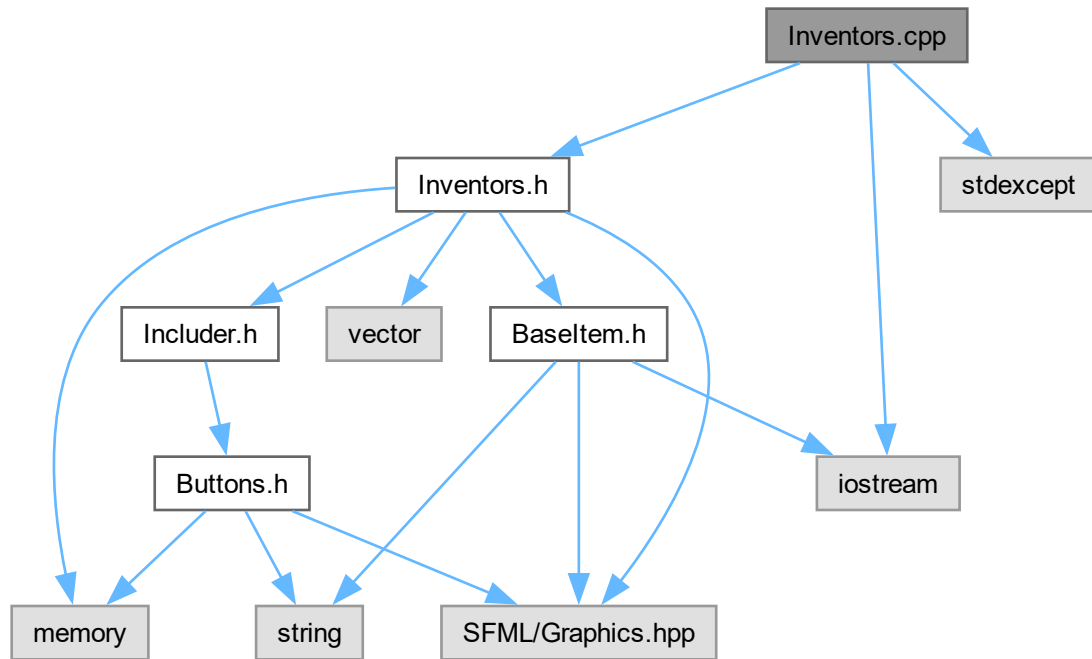 Inventors.cpp
Inventors.h
stdexcept
Includer.h
vector
BaseItem.h
Buttons.h
iostream
memory
string
SFML/Graphics.hpp